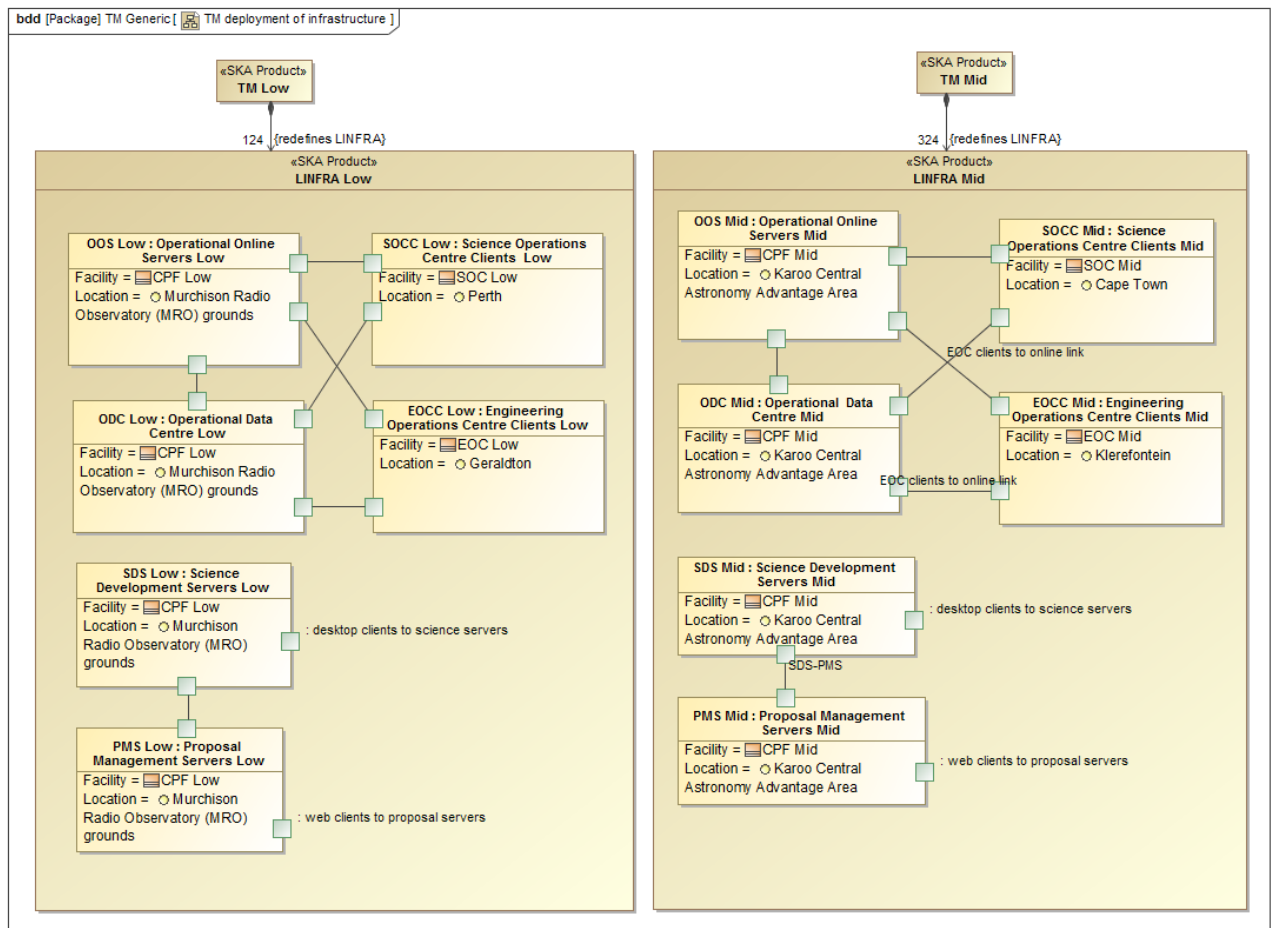 bdd [Package] TM Generic [ TM deployment of infrastructure ]
«SKA Product»
TM Low
124 {redefines LINFRA}
«SKA Product»
LINFRA Low
OOS Low : Operational Online
Servers Low
Facility = CPF Low
Location = Murchison Radio
Observatory (MRO) grounds
SOCC Low : Science Operations
Centre Clients Low
Facility = SOC Low
Location = Perth
ODC Low : Operational Data
Centre Low
Facility = CPF Low
Location = Murchison Radio
Observatory (MRO) grounds
EOCC Low : Engineering
Operations Centre Clients Low
Facility = EOC Low
Location = Geraldton
SDS Low : Science
Development Servers Low
Facility = CPF Low
Location = Murchison
Radio Observatory (MRO)
grounds
: desktop clients to science servers
PMS Low : Proposal
Management Servers Low
Facility = CPF Low
Location = Murchison
Radio Observatory (MRO)
grounds
: web clients to proposal servers
«SKA Product»
TM Mid
324 {redefines LINFRA}
«SKA Product»
LINFRA Mid
OOS Mid : Operational Online
Servers Mid
Facility = CPF Mid
Location = Karoo Central
Astronomy Advantage Area
SOCC Mid : Science
Operations Centre Clients Mid
Facility = SOC Mid
Location = Cape Town
EOC clients to online link
ODC Mid : Operational Data
Centre Mid
Facility = CPF Mid
Location = Karoo Central
Astronomy Advantage Area
EOCC Mid : Engineering
Operations Centre Clients Mid
Facility = EOC Mid
Location = Klerefontein
EOC clients to online link
SDS Mid : Science Development
Servers Mid
Facility = CPF Mid
Location = Karoo Central
Astronomy Advantage Area
: desktop clients to science servers
SDS-PMS
PMS Mid : Proposal Management
Servers Mid
Facility = CPF Mid
Location = Karoo Central
Astronomy Advantage Area
: web clients to proposal servers